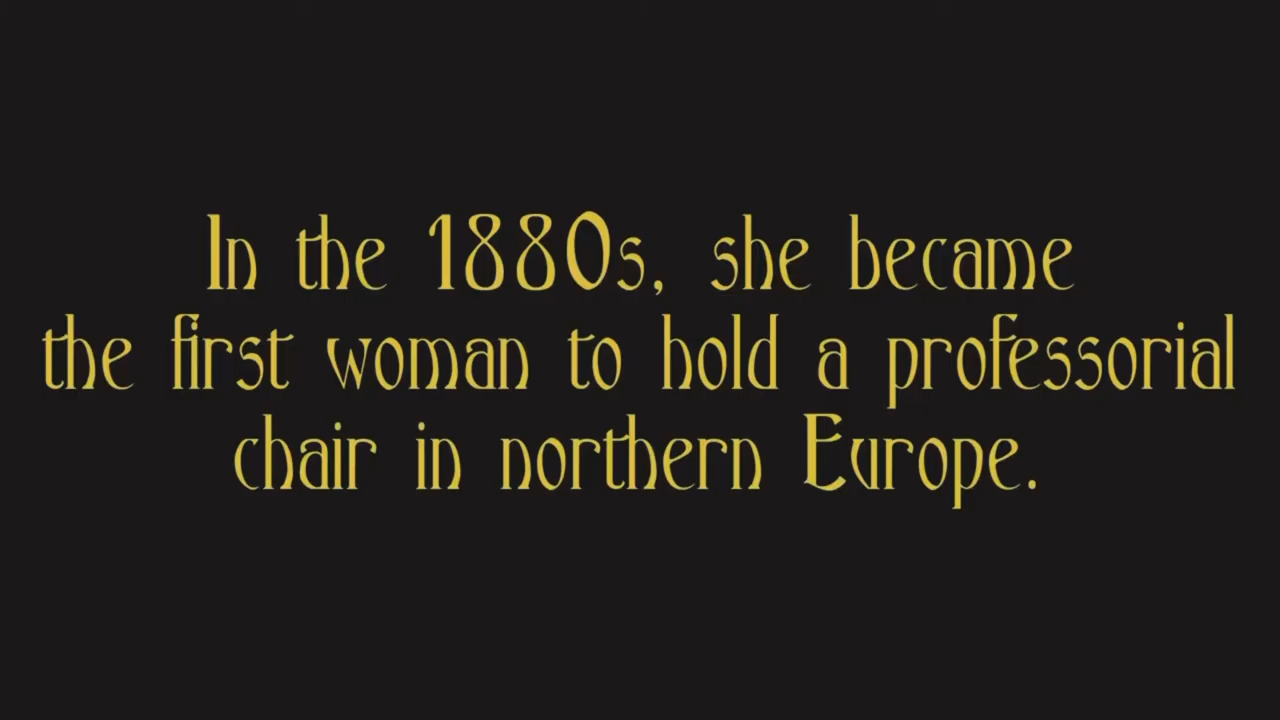 In the 1880s, she became
the first woman to hold a professorial
chair in northern Europe.